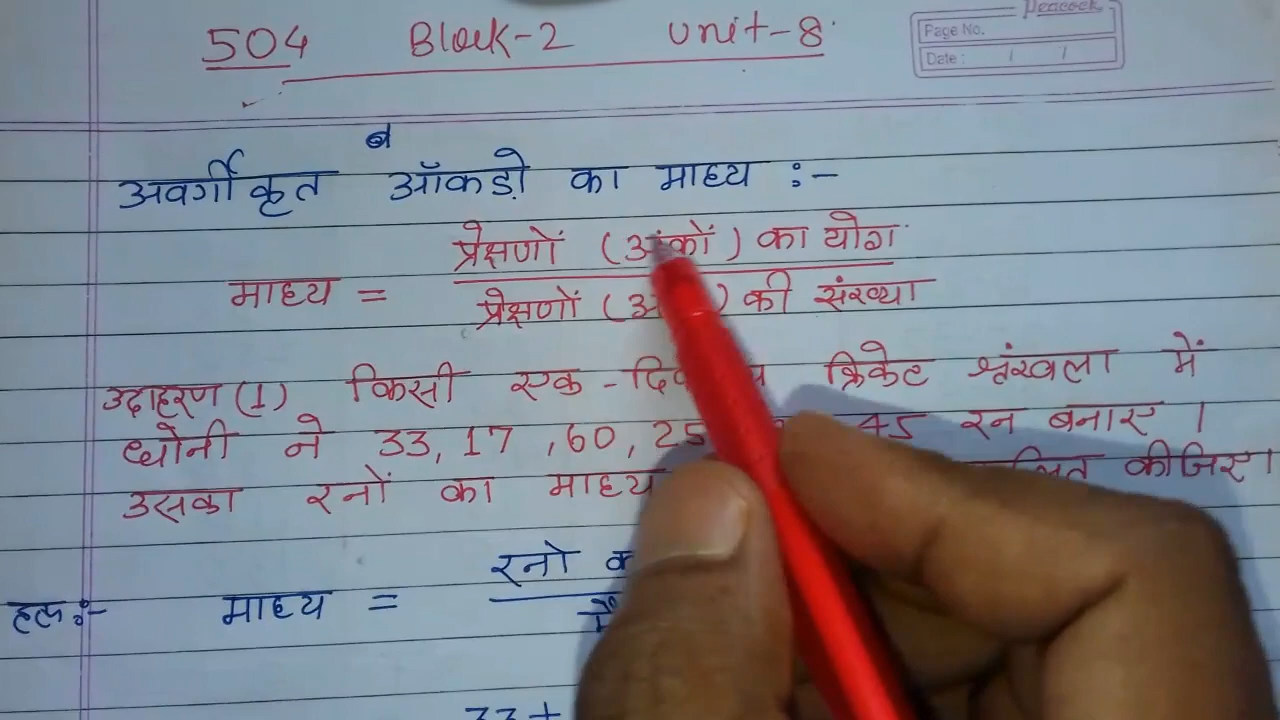 Peacock
504 Block-2 Unit-8
Page No.
Date :
ब
अवर्गीकृत ऑकड़ो का माध्य :-
प्रेक्षणों (अंकों) का योग
माध्य =
प्रेक्षणों (अ ) की संख्या
उदाहरण (1) किसी एक - क्रिकेट श्रृंखला में
धोनी ने 33, 17 , 60, 25 45 रन बनाए ।
उसका रनों का माध्य कीजिए।
रनो
हल :- माध्य =
33+